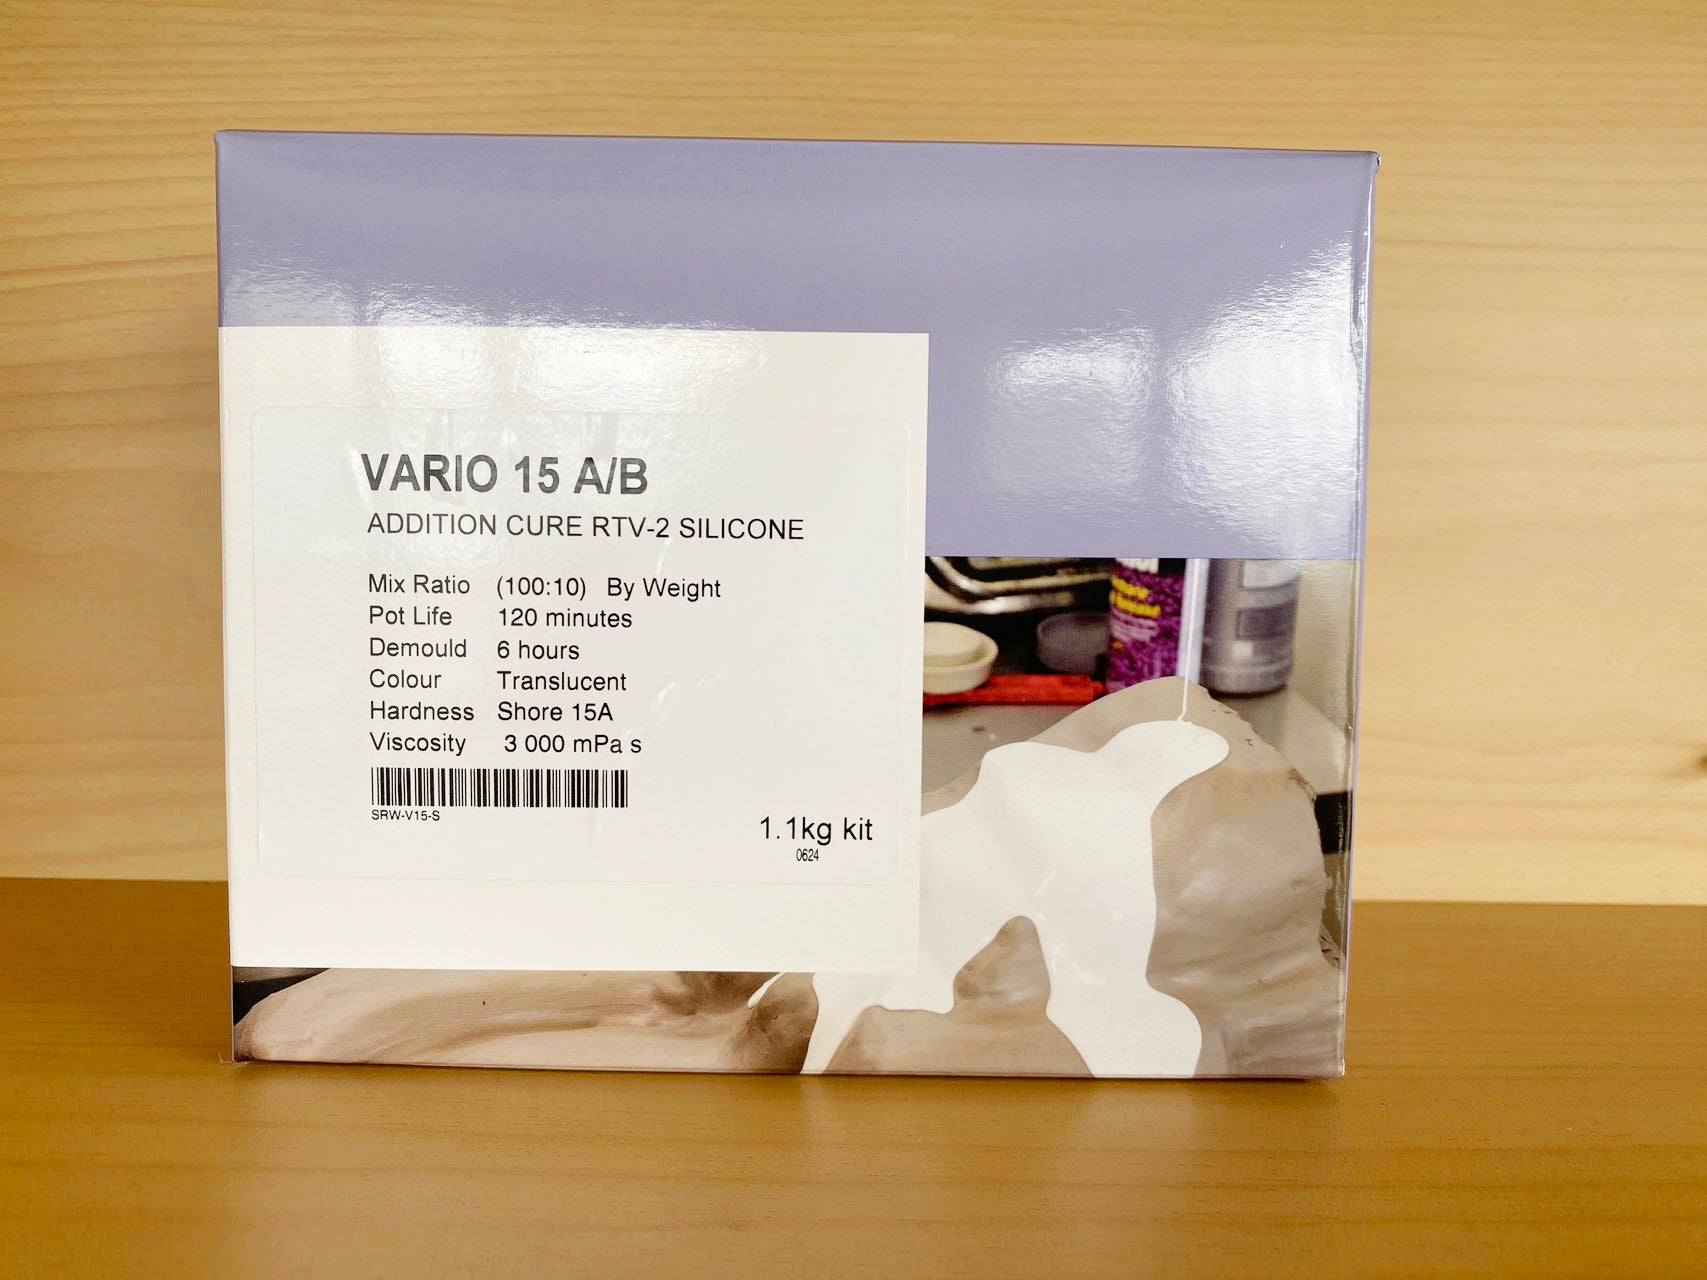 VARIO 15 A/B
ADDITION CURE RTV-2 SILICONE
Mix Ratio (100:10) By Weight
Pot Life 120 minutes
Demould 6 hours
Colour Translucent
Hardness Shore 15A
Viscosity 3 000 mPa s
SRW-V15-S
1.1kg kit
0624